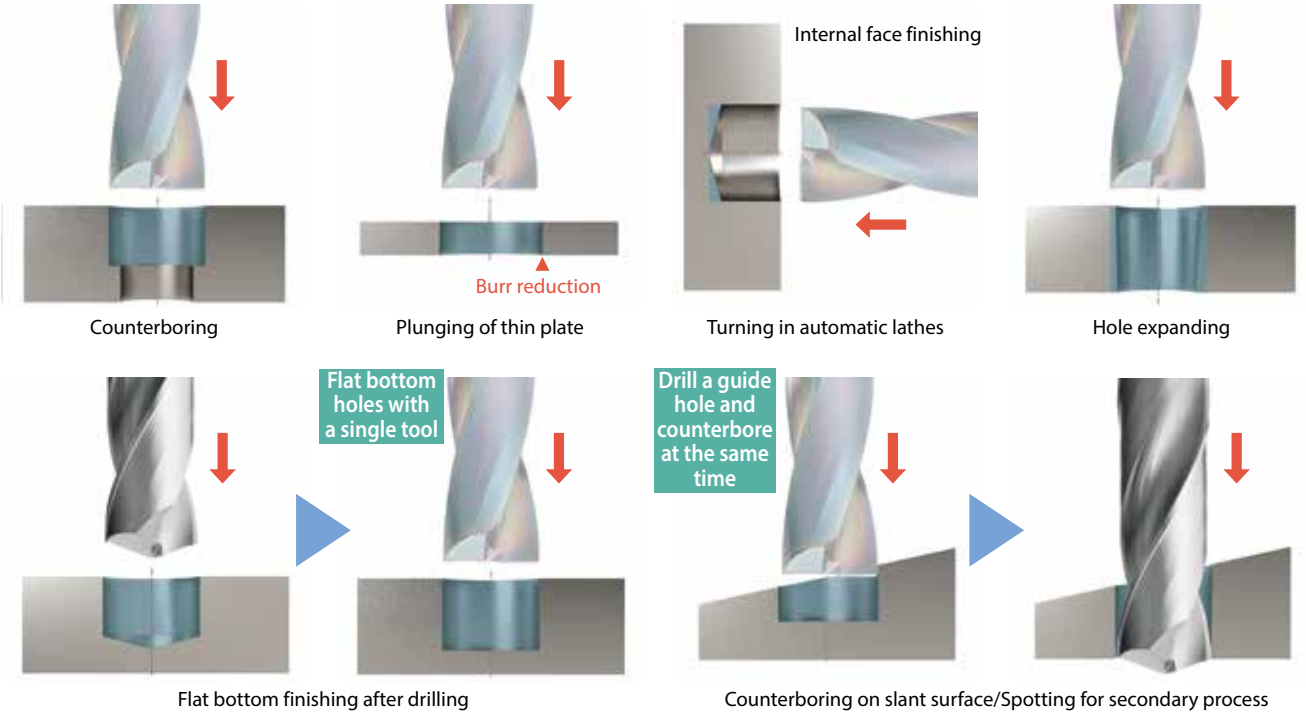 Internal face finishing
Burr reduction
Counterboring
Plunging of thin plate
Turning in automatic lathes
Hole expanding
Flat bottom
holes with
a single tool
Drill a guide
hole and
counterbore
at the same
time
Flat bottom finishing after drilling
Counterboring on slant surface/Spotting for secondary process